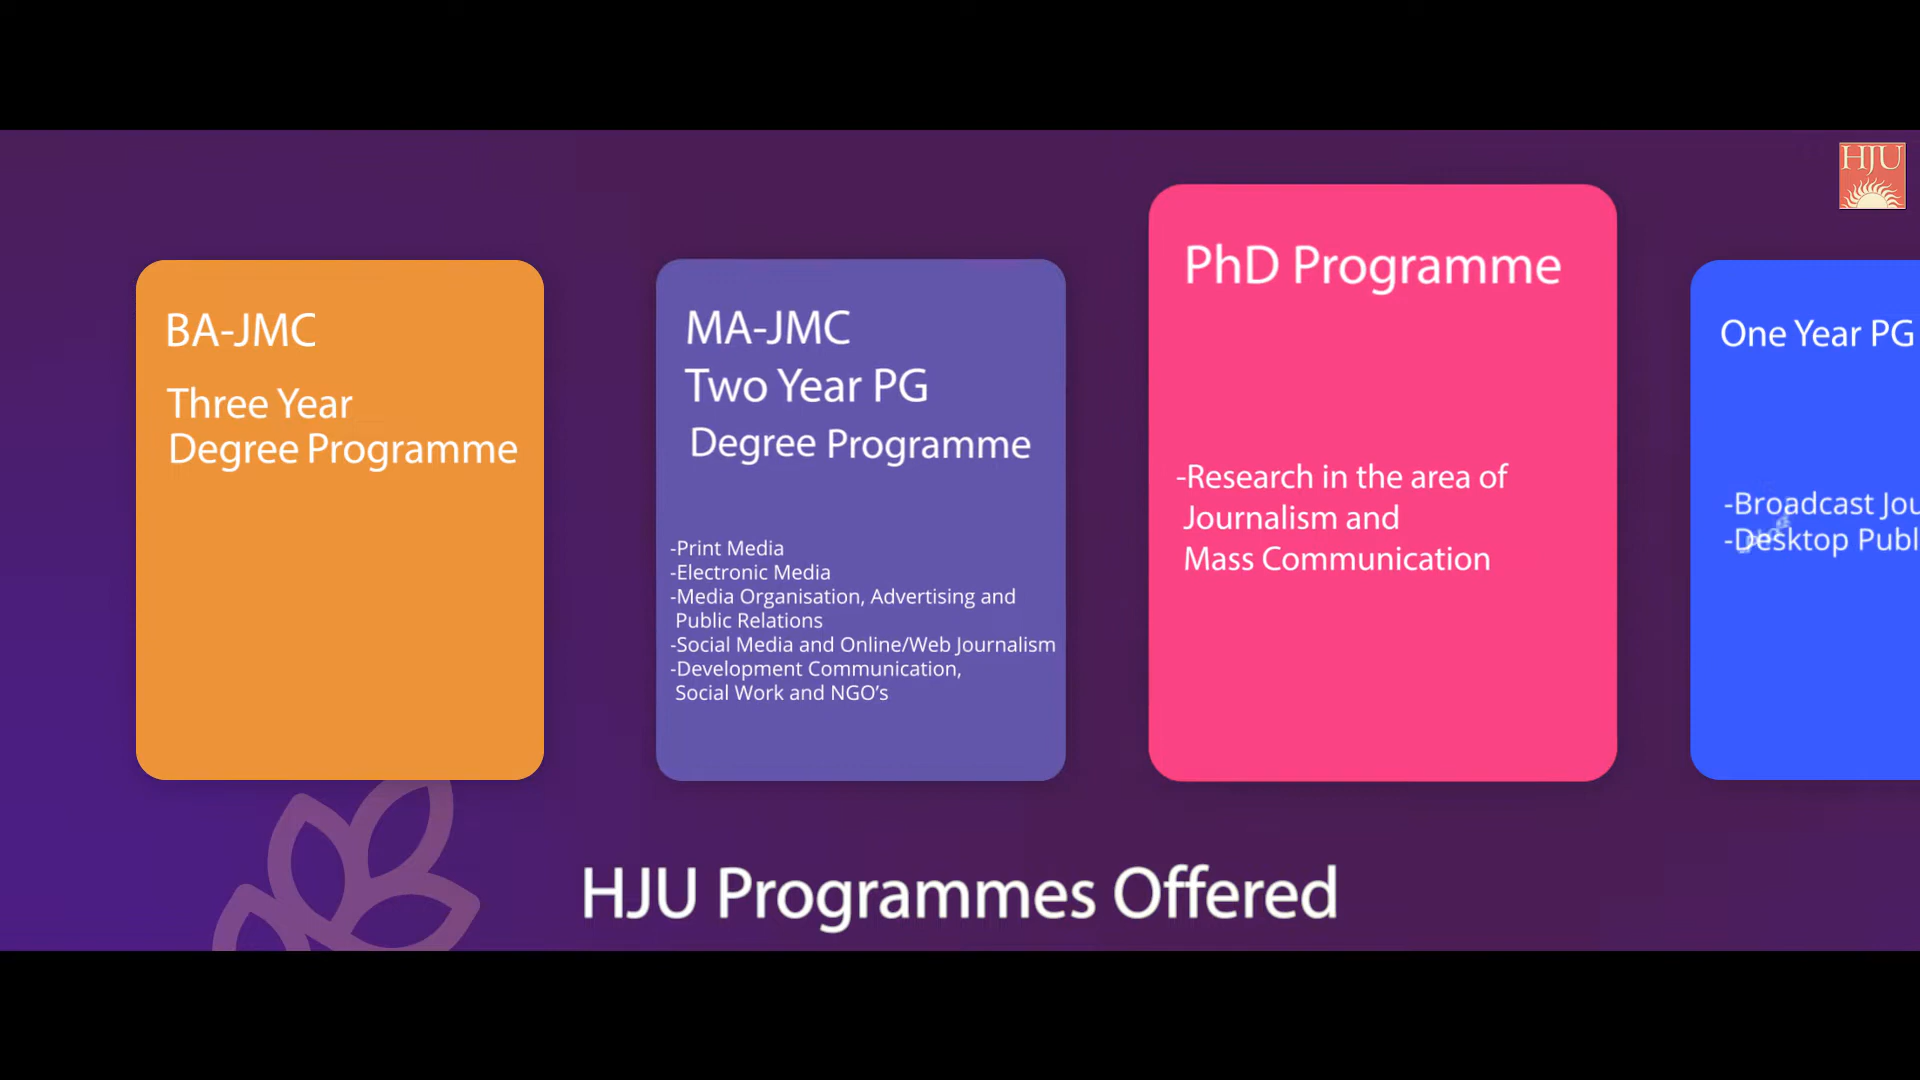 HJU
BA-JMC
Three Year
Degree Programme
MA-JMC
Two Year PG
Degree Programme
-Print Media
-Electronic Media
-Media Organisation, Advertising and
Public Relations
-Social Media and Online/Web Journalism
-Development Communication,
Social Work and NGO’s
PhD Programme
-Research in the area of
Journalism and
Mass Communication
One Year PG
-Broadcast
-Desktop
HJU Programmes Offered